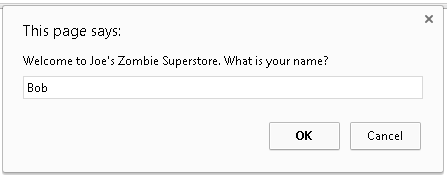 This page says:
Welcome to Joe's Zombie Superstore. What is your name?
Bob
OK
Cancel